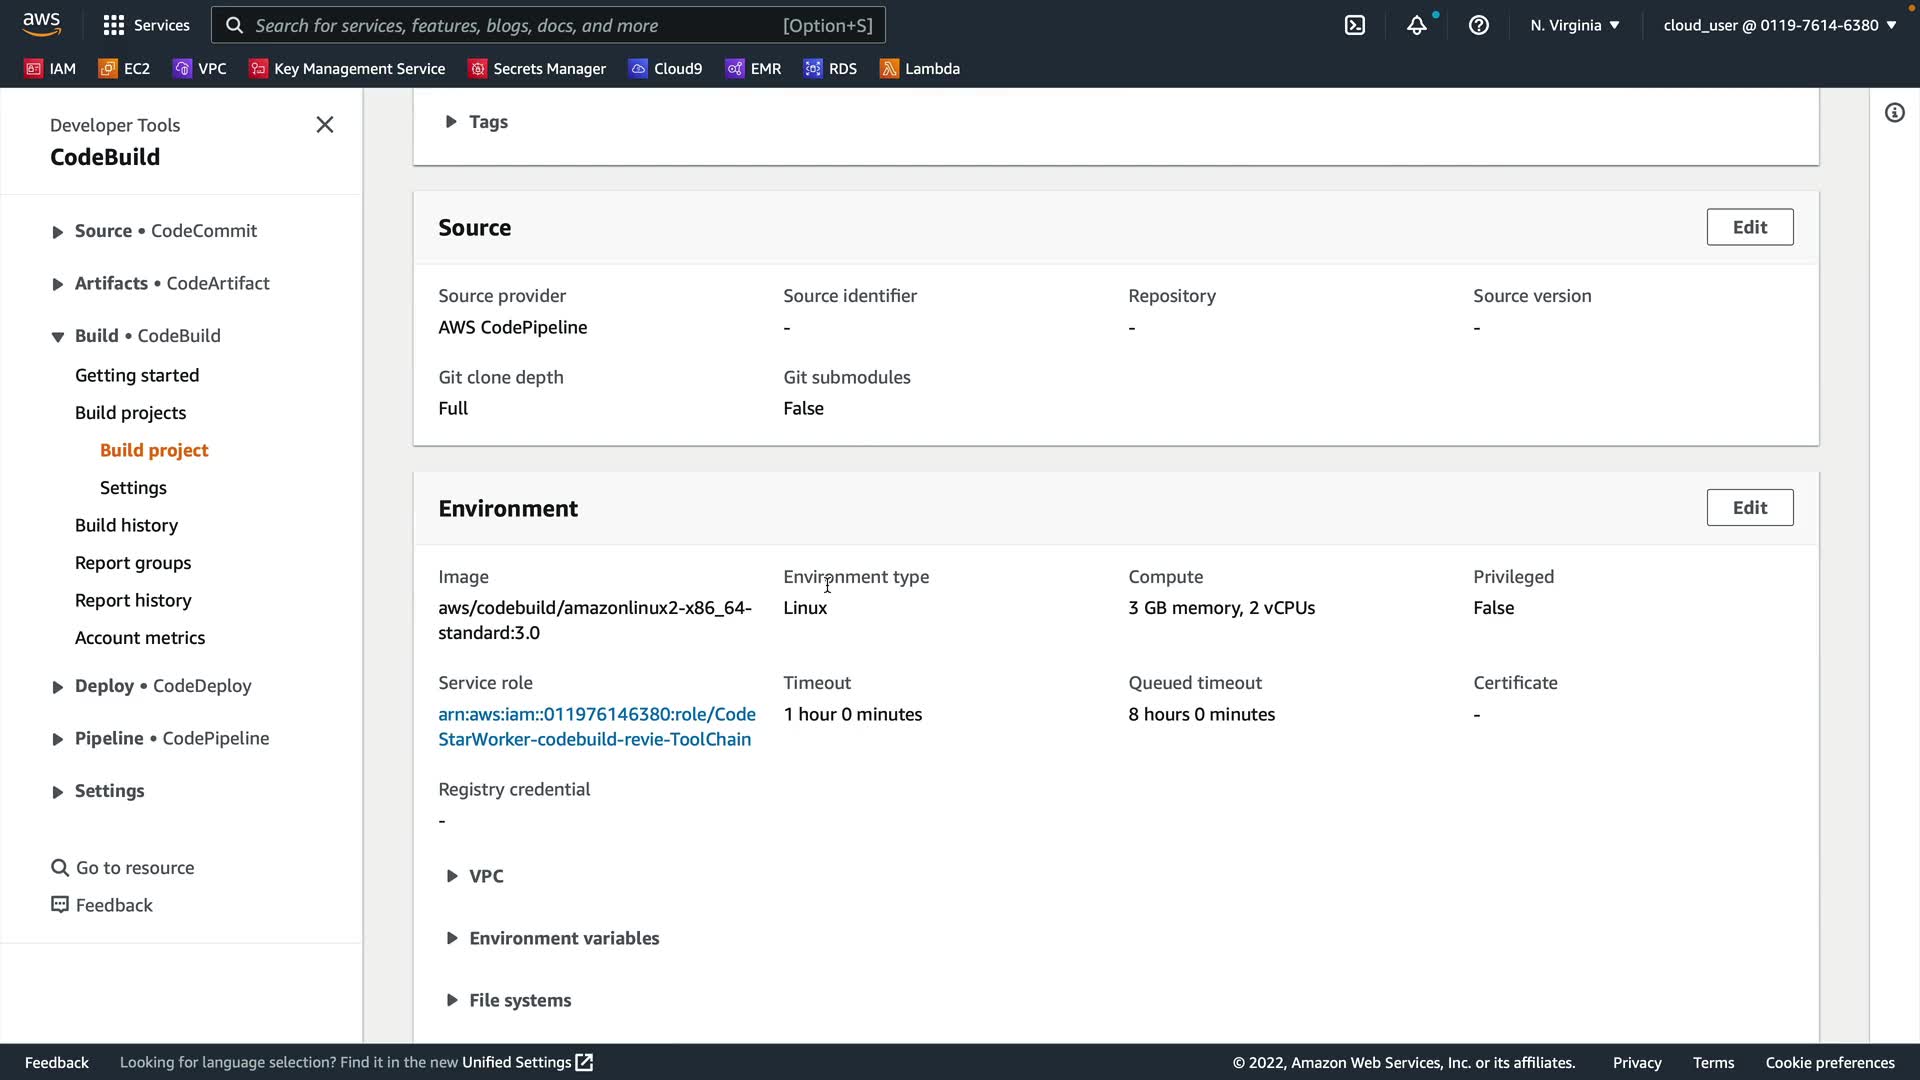 aws
Services
Search for services, features, blogs, docs, and more
[Option+S]
N. Virginia
cloud_user @ 0119-7614-6380
IAM
EC2
VPC
Key Management Service
Secrets Manager
Cloud9
EMR
RDS
Lambda
Developer Tools
CodeBuild
Source • CodeCommit
Artifacts • CodeArtifact
Build • CodeBuild
Getting started
Build projects
Build project
Settings
Build history
Report groups
Report history
Account metrics
Deploy • CodeDeploy
Pipeline • CodePipeline
Settings
Go to resource
Feedback
Tags
Source
Edit
Source provider
AWS CodePipeline
Source identifier
-
Repository
-
Source version
-
Git clone depth
Full
Git submodules
False
Environment
Edit
Image
aws/codebuild/amazonlinux2-x86_64-
standard:3.0
Environment type
Linux
Compute
3 GB memory, 2 vCPUs
Privileged
False
Service role
arn:aws:iam::011976146380:role/Code
StarWorker-codebuild-revie-ToolChain
Timeout
1 hour 0 minutes
Queued timeout
8 hours 0 minutes
Certificate
-
Registry credential
-
VPC
Environment variables
File systems
Feedback
Looking for language selection? Find it in the new Unified Settings
© 2022, Amazon Web Services, Inc. or its affiliates.
Privacy
Terms
Cookie preferences